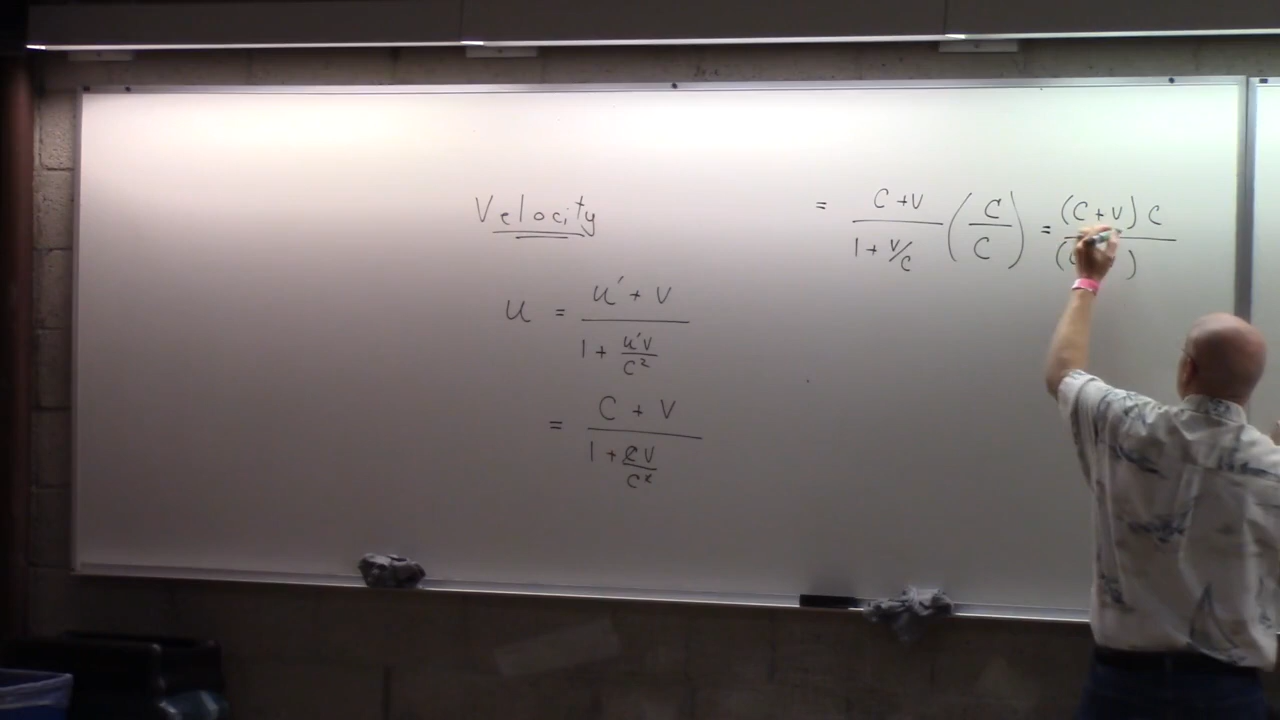 Velocity
u = (u' + v) / (1 + u'v/c²)
= (c + v) / (1 + cv/c²)
= (c + v) / (1 + v/c) (c/c) = (c + v) c / (c )